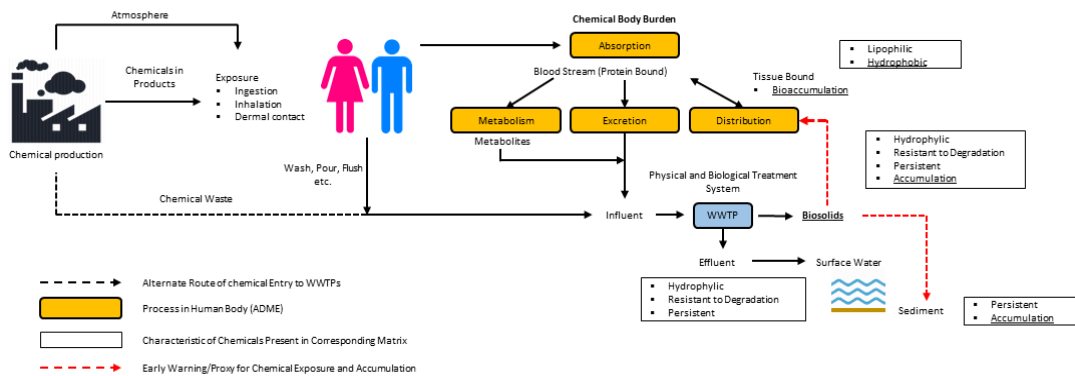 Atmosphere
Chemicals in
Products
Exposure
Ingestion
Inhalation
Dermal contact
Chemical production
Chemical Waste
Wash, Pour, Flush
etc.
Chemical Body Burden
Absorption
Blood Stream (Protein Bound)
Tissue Bound
Bioaccumulation
Lipophilic
Hydrophobic
Metabolism
Excretion
Distribution
Metabolites
Hydrophylic
Resistant to Degradation
Persistent
Accumulation
Physical and Biological Treatment
System
Influent
WWTP
Biosolids
Effluent
Surface Water
Hydrophylic
Resistant to Degradation
Persistent
Sediment
Persistent
Accumulation
Alternate Route of chemical Entry to WWTPs
Process in Human Body (ADME)
Characteristic of Chemicals Present in Corresponding Matrix
Early Warning/Proxy for Chemical Exposure and Accumulation